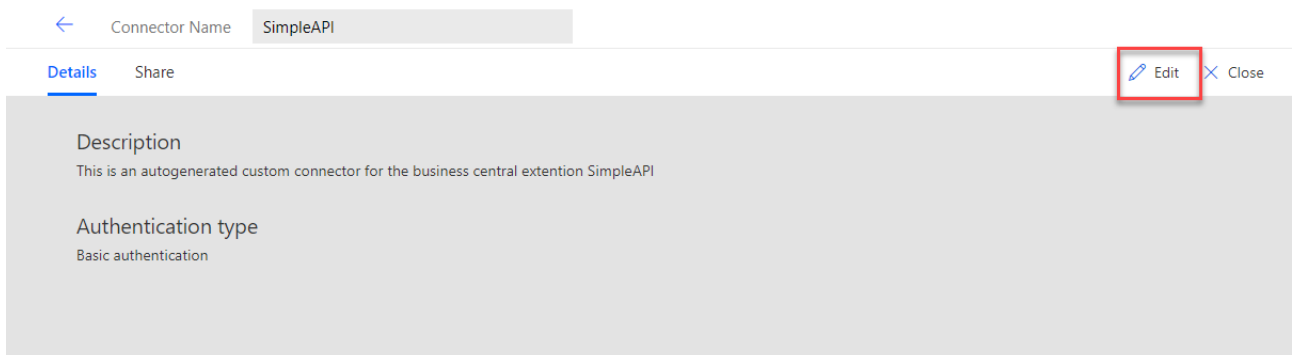 Connector Name SimpleAPI
Details Share Edit Close
Description
This is an autogenerated custom connector for the business central extention SimpleAPI
Authentication type
Basic authentication